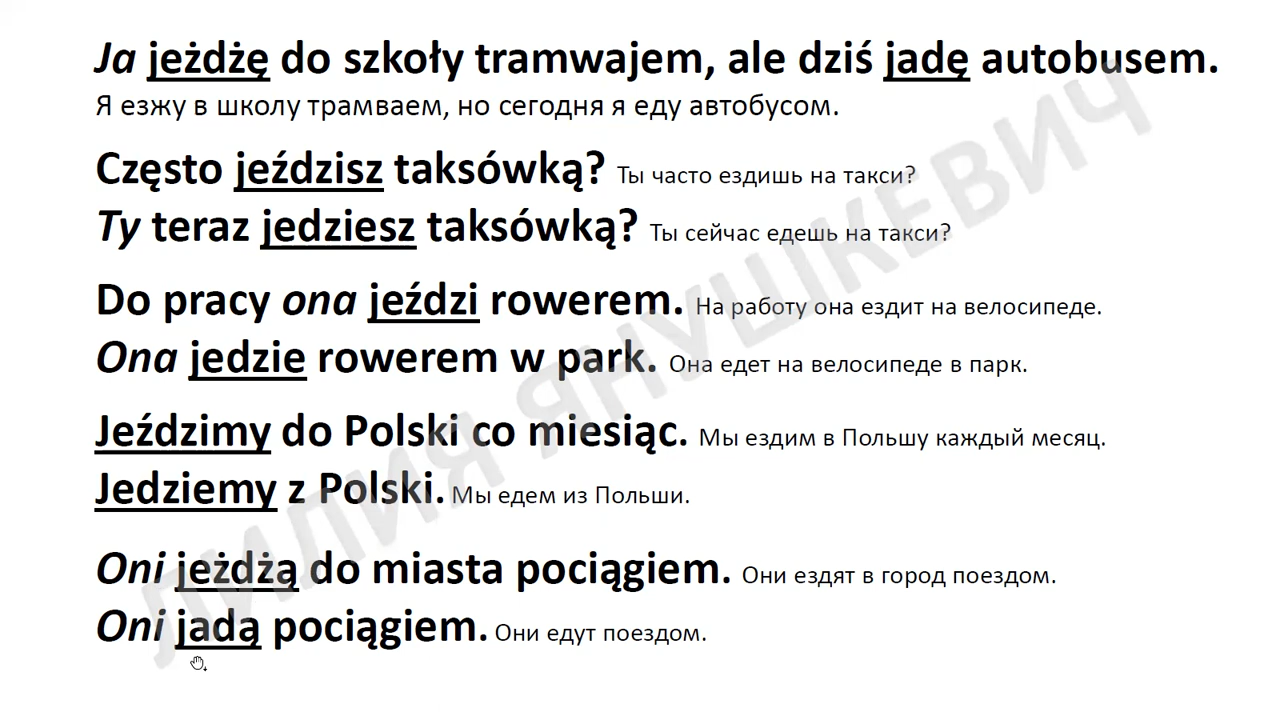 Ja jeżdżę do szkoły tramwajem, ale dziś jadę autobusem.
Я езжу в школу трамваем, но сегодня я еду автобусом.
Często jeździsz taksówką? Ты часто ездишь на такси?
Ty teraz jedziesz taksówką? Ты сейчас едешь на такси?
Do pracy ona jeździ rowerem. На работу она ездит на велосипеде.
Ona jedzie rowerem w park. Она едет на велосипеде в парк.
Jeździmy do Polski co miesiąc. Мы ездим в Польшу каждый месяц.
Jedziemy z Polski. Мы едем из Польши.
Oni jeżdżą do miasta pociągiem. Они ездят в город поездом.
Oni jadą pociągiem. Они едут поездом.
ЛИЛИЯ ЯНУШКЕВИЧ